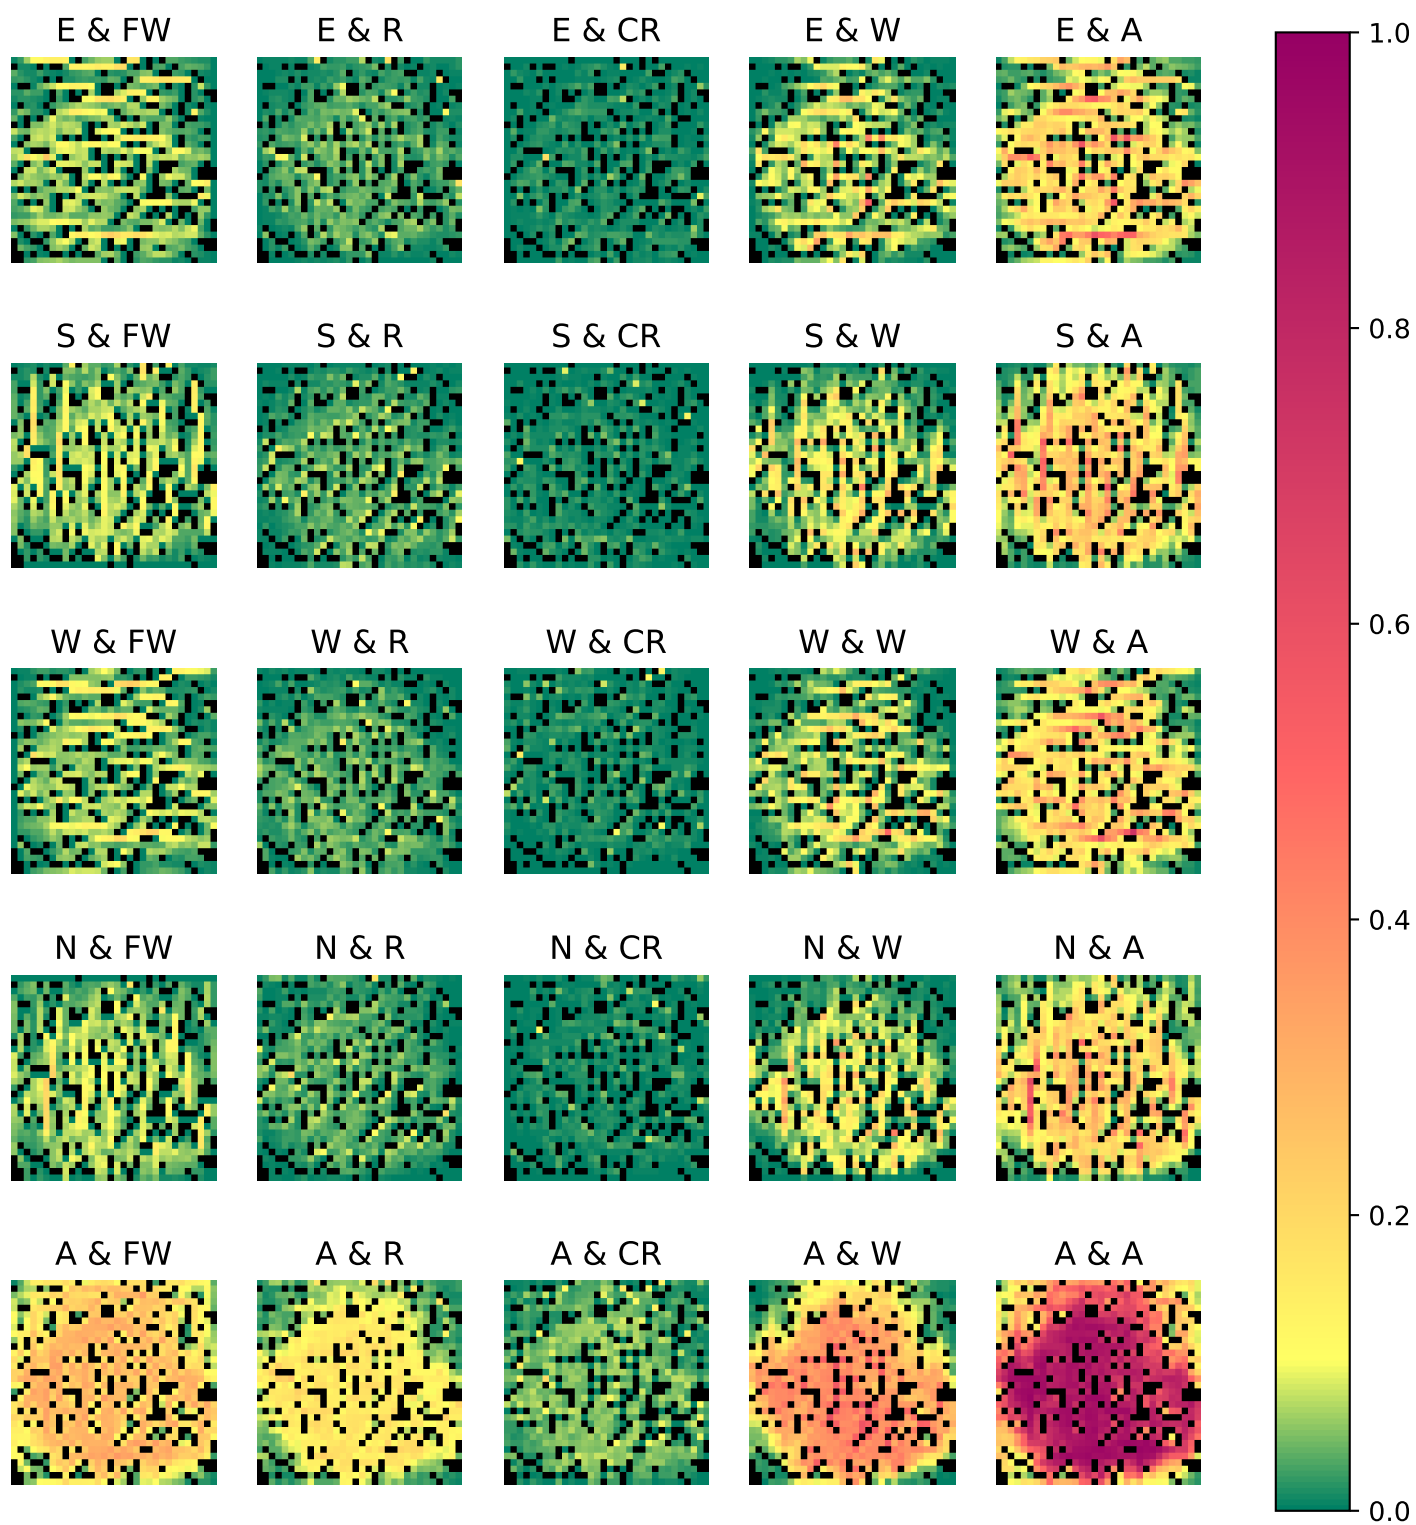 E & FW E & R E & CR E & W E & A
1.0
S & FW S & R S & CR S & W S & A
0.8
W & FW W & R W & CR W & W W & A
0.6
N & FW N & R N & CR N & W N & A
0.4
0.2
A & FW A & R A & CR A & W A & A
0.0